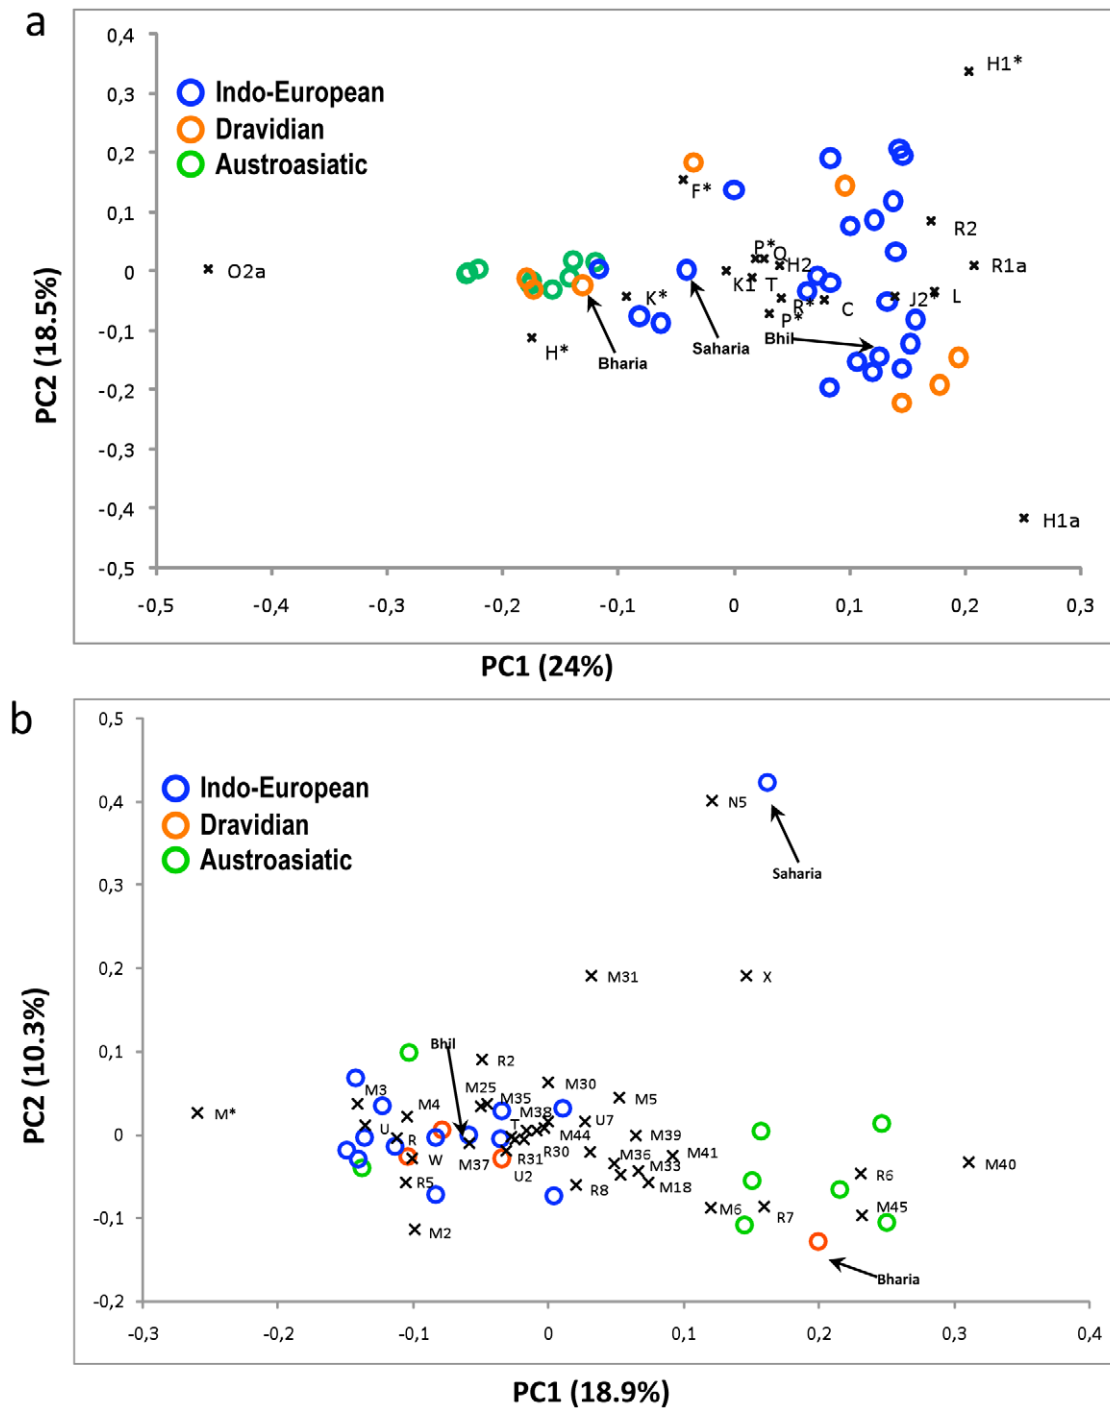 a
0,4
0,3
0,2
0,1
0
-0,1
-0,2
-0,3
-0,4
-0,5
PC2 (18.5%)
Indo-European
Dravidian
Austroasiatic
H1*
F*
R2
P* Q
H2
R1a
O2a
K1 T
K*
R*
C
J2*
L
P*
H*
Bharia
Saharia
Bhil
H1a
-0,5 -0,4 -0,3 -0,2 -0,1 0 0,1 0,2 0,3
PC1 (24%)
b
0,5
0,4
0,3
0,2
0,1
0
-0,1
-0,2
PC2 (10.3%)
Indo-European
Dravidian
Austroasiatic
N5
Saharia
M31
X
Bhil
R2
M3
M25
M35
M30
M5
M*
M4
M38
U7
U
R
T
M44
M39
W
M37
R31
R30
M36
M41
M33
M40
R5
U2
R8
M18
R6
M2
M6
R7
M45
Bharia
-0,3 -0,2 -0,1 0 0,1 0,2 0,3 0,4
PC1 (18.9%)